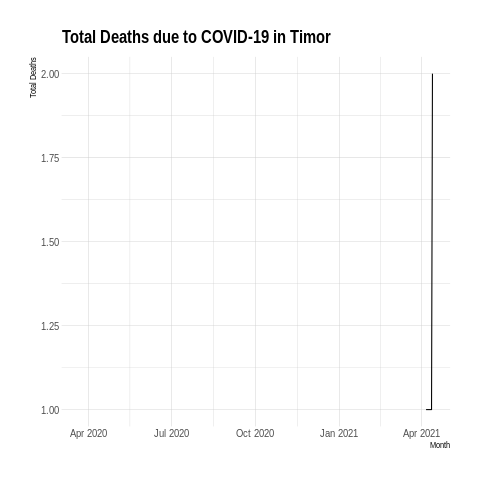 Total Deaths due to COVID-19 in Timor
Total Deaths
2.00
1.75
1.50
1.25
1.00
Apr 2020 Jul 2020 Oct 2020 Jan 2021 Apr 2021
Month